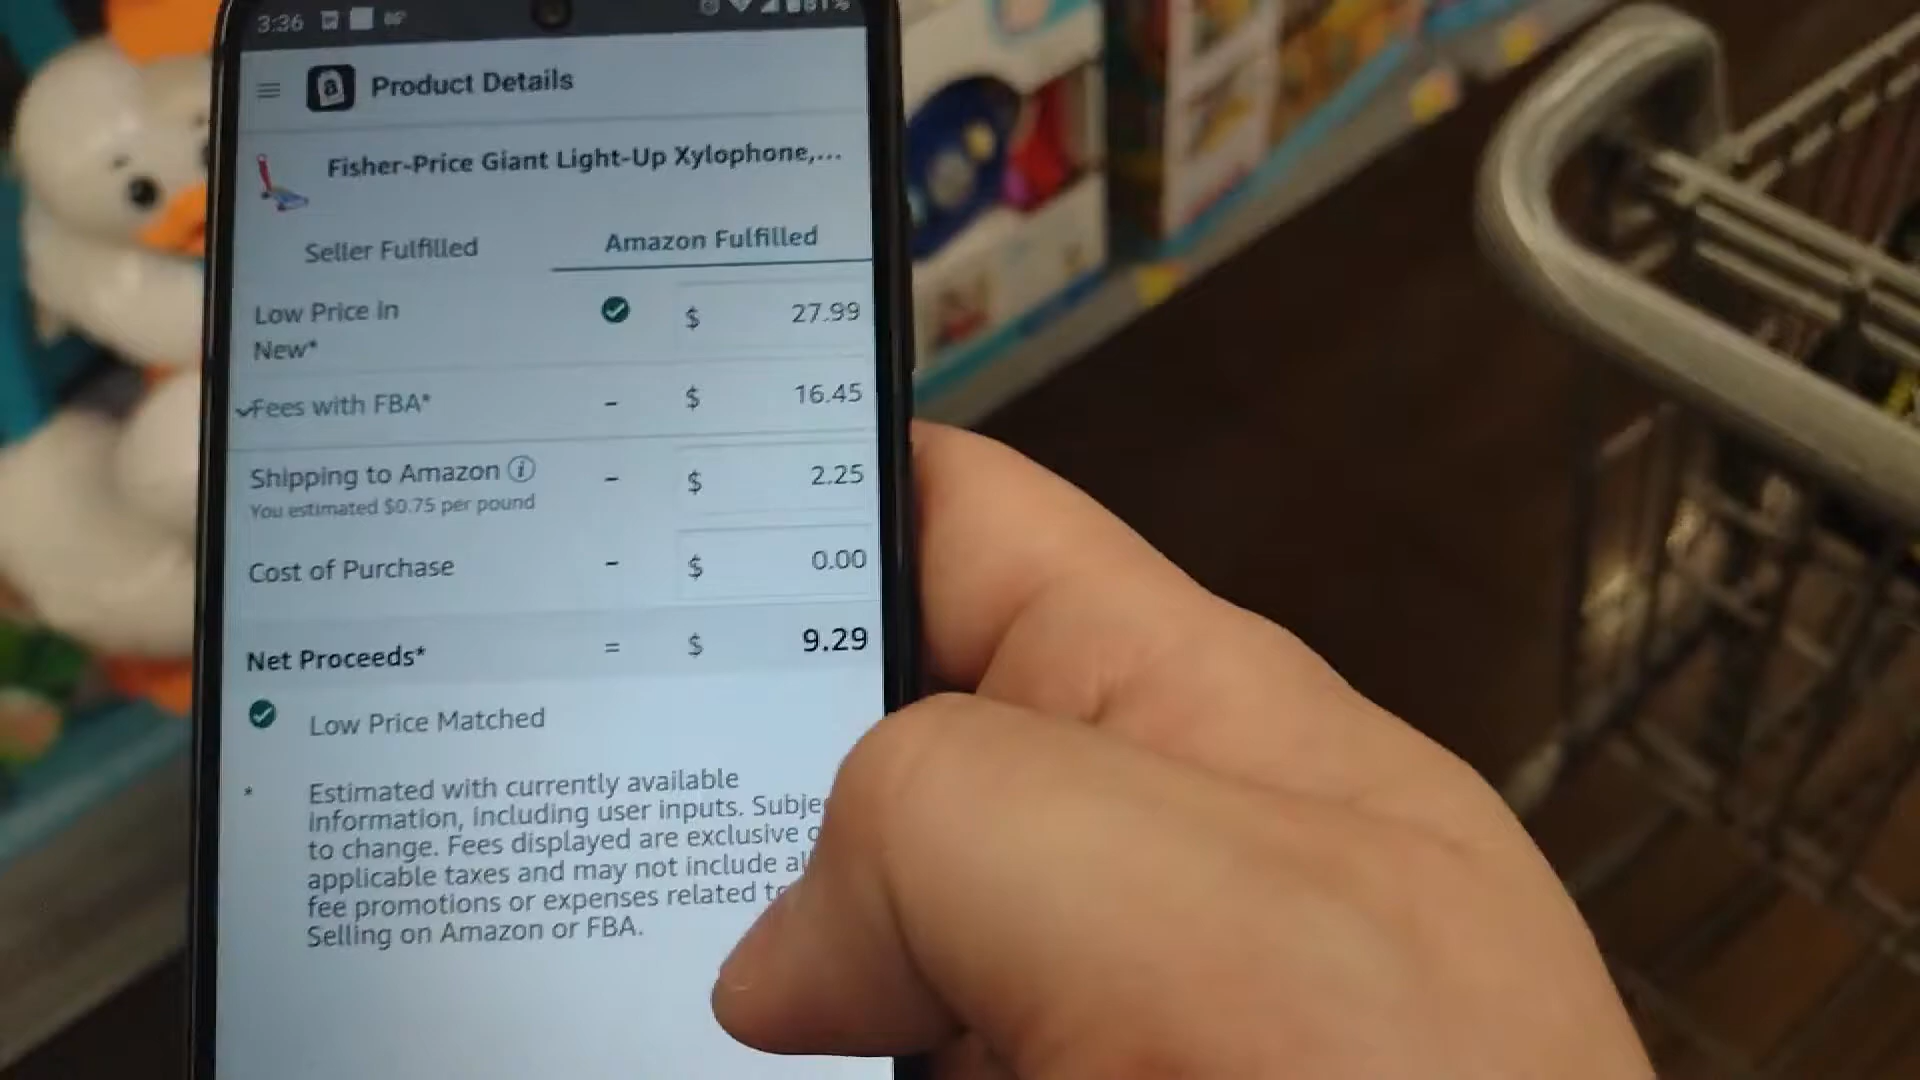 3:36
Product Details
Fisher-Price Giant Light-Up Xylophone,...
Seller Fulfilled
Amazon Fulfilled
Low Price in $ 27.99
New*
Fees with FBA* - $ 16.45
Shipping to Amazon i - $ 2.25
You estimated $0.75 per pound
Cost of Purchase - $ 0.00
Net Proceeds* = $ 9.29
Low Price Matched
* Estimated with currently available
information, including user inputs. Subje
to change. Fees displayed are exclusive o
applicable taxes and may not include al
fee promotions or expenses related to
Selling on Amazon or FBA.